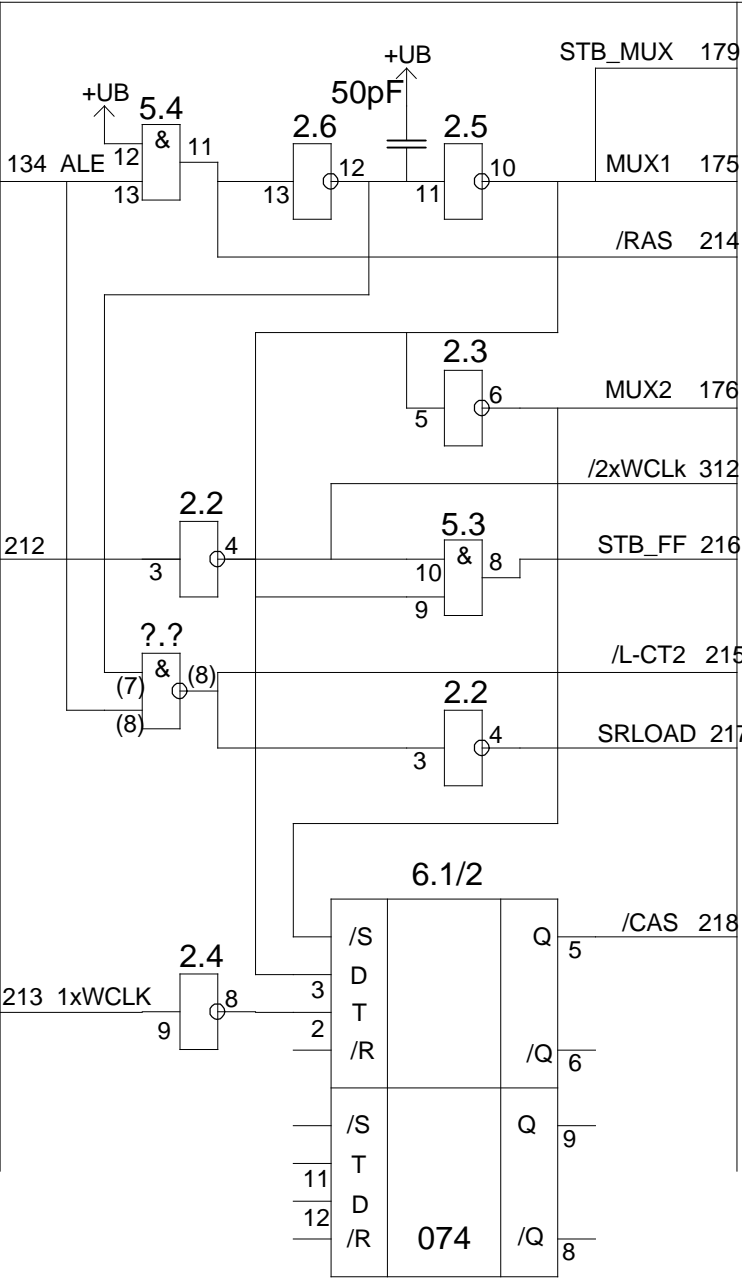 STB_MUX 179
+UB
50pF
+UB
5.4
&
12
11
13
2.6
12
13
2.5
10
11
134 ALE
MUX1 175
/RAS 214
2.3
6
5
MUX2 176
/2xWCLk 312
2.2
4
3
212
5.3
&
10
8
9
STB_FF 216
?.?
&
(7)
(8)
(8)
/L-CT2 215
2.2
4
3
SRLOAD 217
6.1/2
/S
Q
5
/CAS 218
D
3
2.4
213 1xWCLK
8
9
T
2
/R
/Q
6
/S
Q
9
T
11
D
12
/R
074
/Q
8